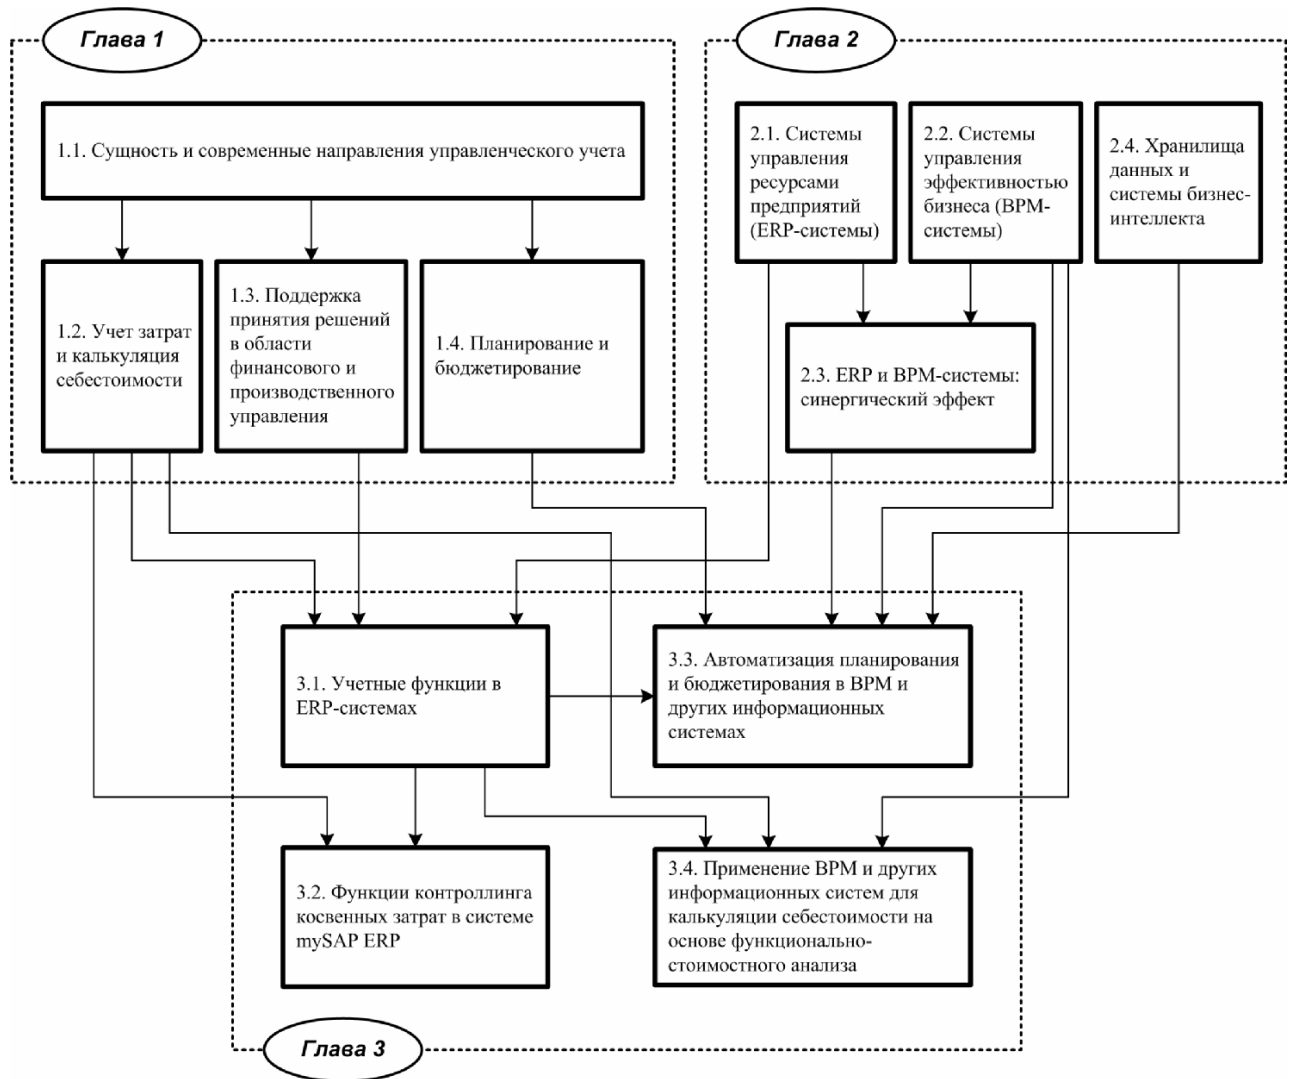 Глава 1
1.1. Сущность и современные направления управленческого учета
1.2. Учет затрат
и калькуляция
себестоимости
1.3. Поддержка
принятия решений
в области
финансового и
производственного
управления
1.4. Планирование и
бюджетирование
Глава 2
2.1. Системы
управления
ресурсами
предприятий
(ERP-системы)
2.2. Системы
управления
эффективностью
бизнеса (BPM-
системы)
2.4. Хранилища
данных и
системы бизнес-
интеллекта
2.3. ERP и BPM-системы:
синергический эффект
3.1. Учетные функции в
ERP-системах
3.3. Автоматизация планирования
и бюджетирования в BPM и
других информационных
системах
3.2. Функции контроллинга
косвенных затрат в системе
mySAP ERP
3.4. Применение BPM и других
информационных систем для
калькуляции себестоимости на
основе функционально-
стоимостного анализа
Глава 3